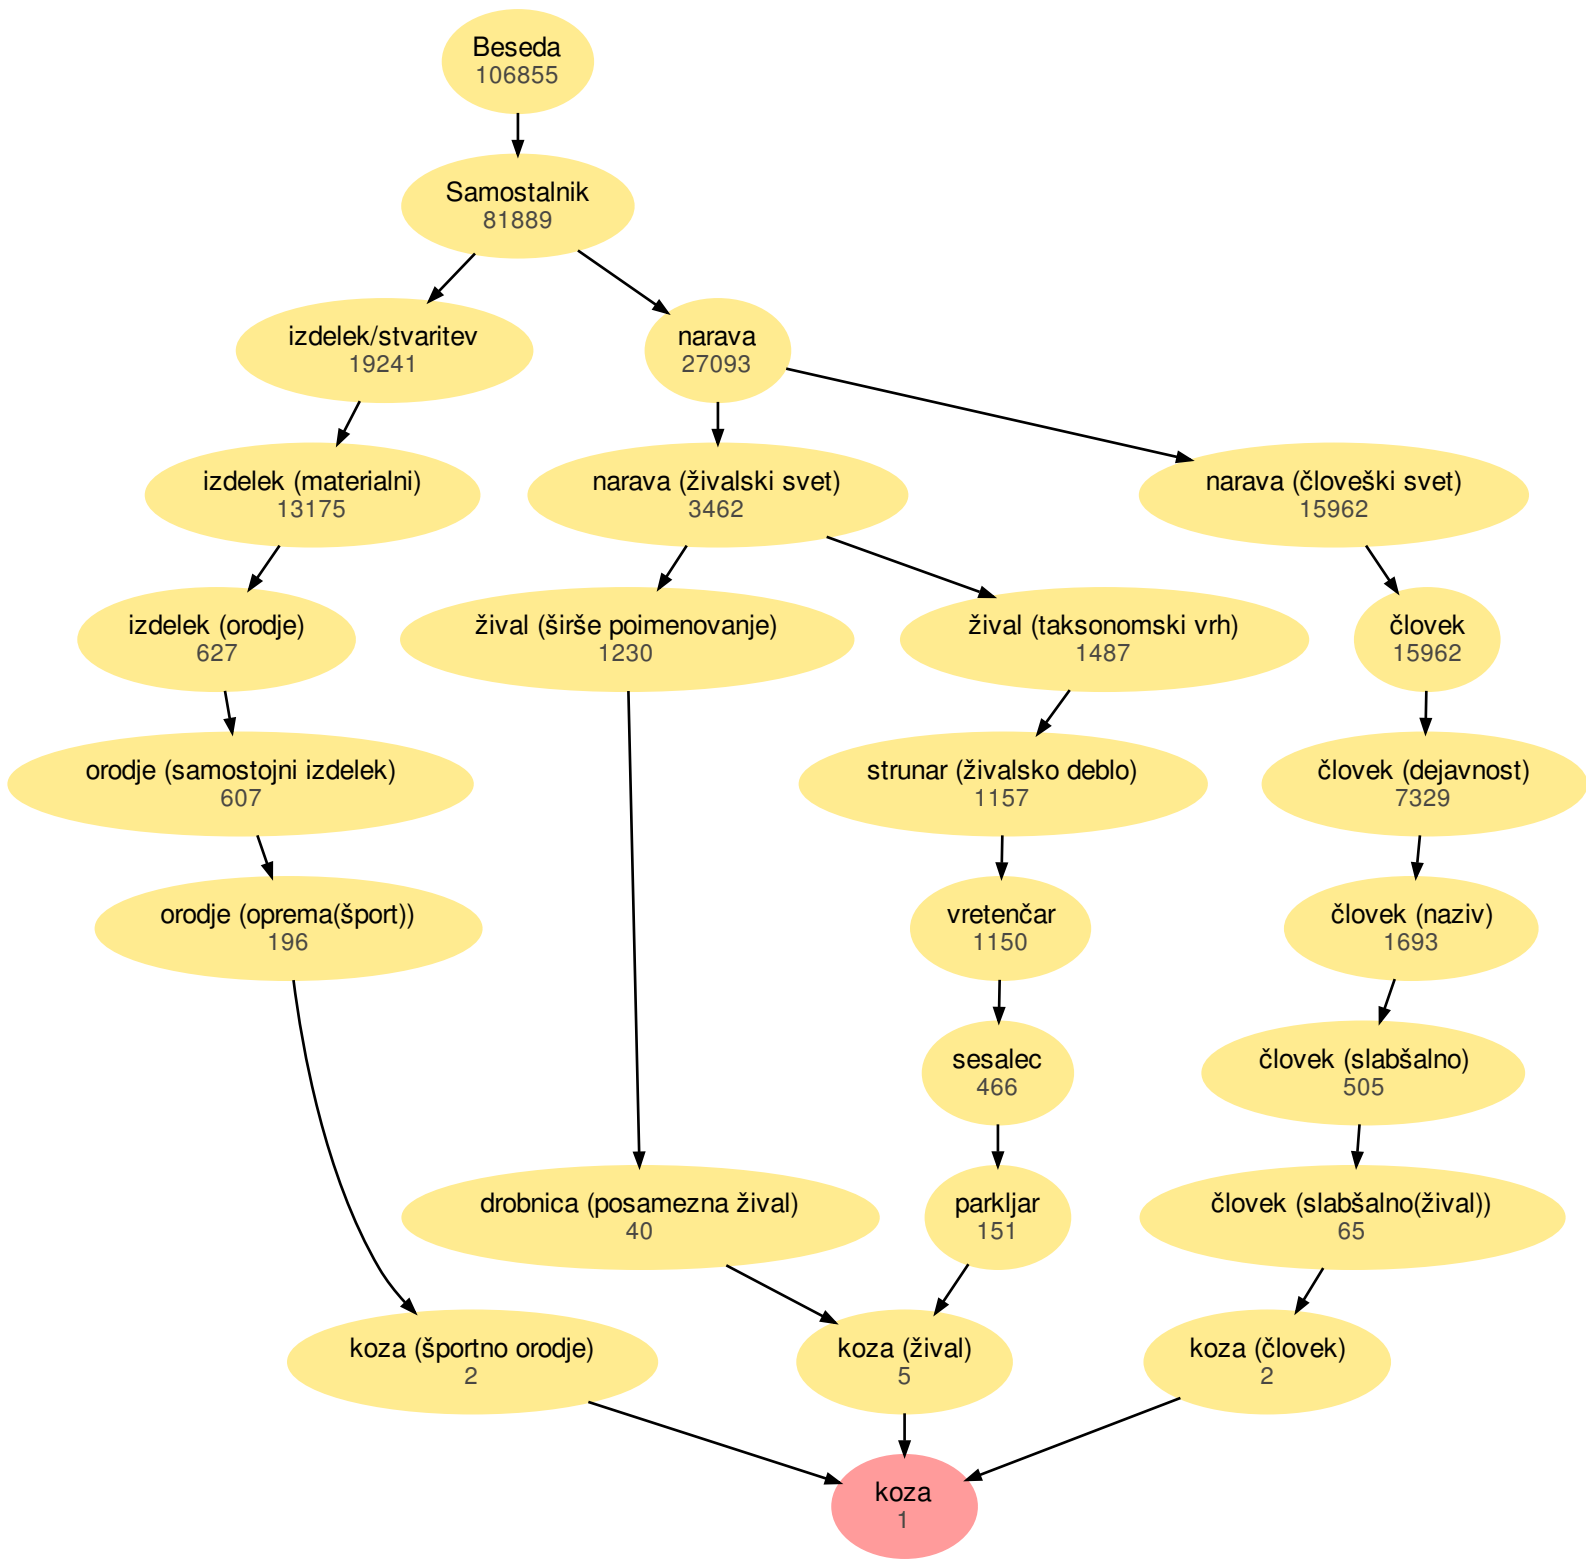 Beseda
106855
Samostalnik
81889
izdelek/stvaritev
19241
narava
27093
izdelek (materialni)
13175
narava (živalski svet)
3462
narava (človeški svet)
15962
izdelek (orodje)
627
žival (širše poimenovanje)
1230
žival (taksonomski vrh)
1487
človek
15962
orodje (samostojni izdelek)
607
strunar (živalsko deblo)
1157
človek (dejavnost)
7329
orodje (oprema(šport))
196
vretenčar
1150
človek (naziv)
1693
sesalec
466
človek (slabšalno)
505
drobnica (posamezna žival)
40
parkljar
151
človek (slabšalno(žival))
65
koza (športno orodje)
2
koza (žival)
5
koza (človek)
2
koza
1